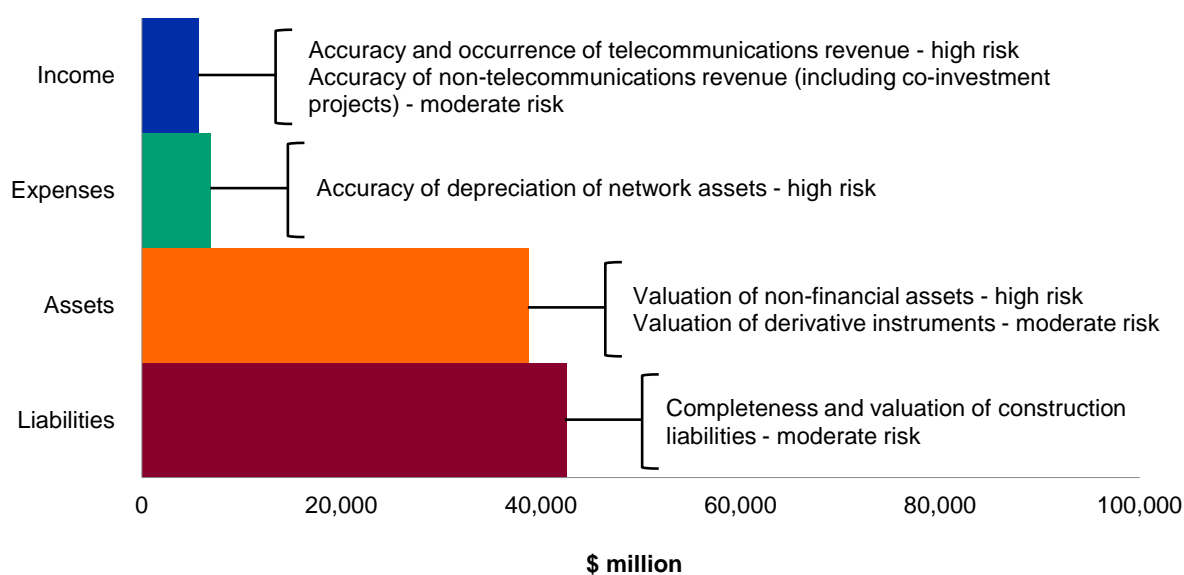 Income
Accuracy and occurrence of telecommunications revenue - high risk
Accuracy of non-telecommunications revenue (including co-investment
projects) - moderate risk
Expenses
Accuracy of depreciation of network assets - high risk
Assets
Valuation of non-financial assets - high risk
Valuation of derivative instruments - moderate risk
Liabilities
Completeness and valuation of construction
liabilities - moderate risk
0 20,000 40,000 60,000 80,000 100,000
$ million